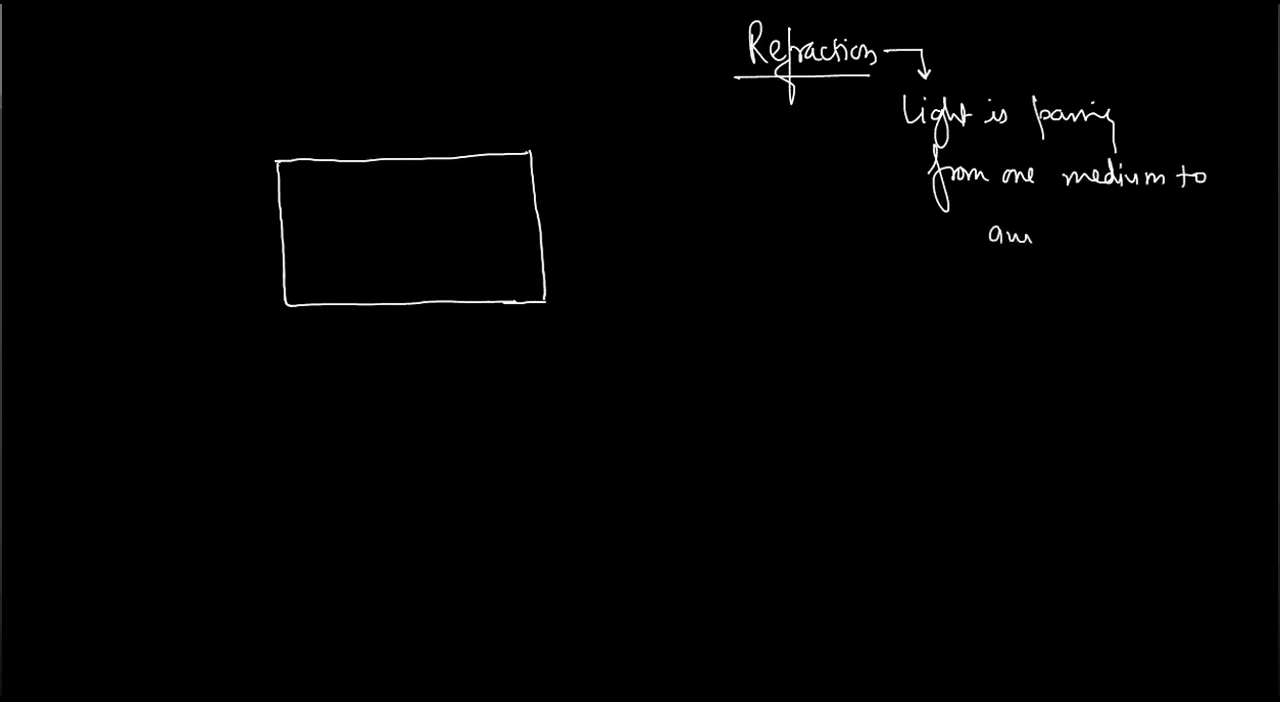 Refraction
Light is passing
from one medium to